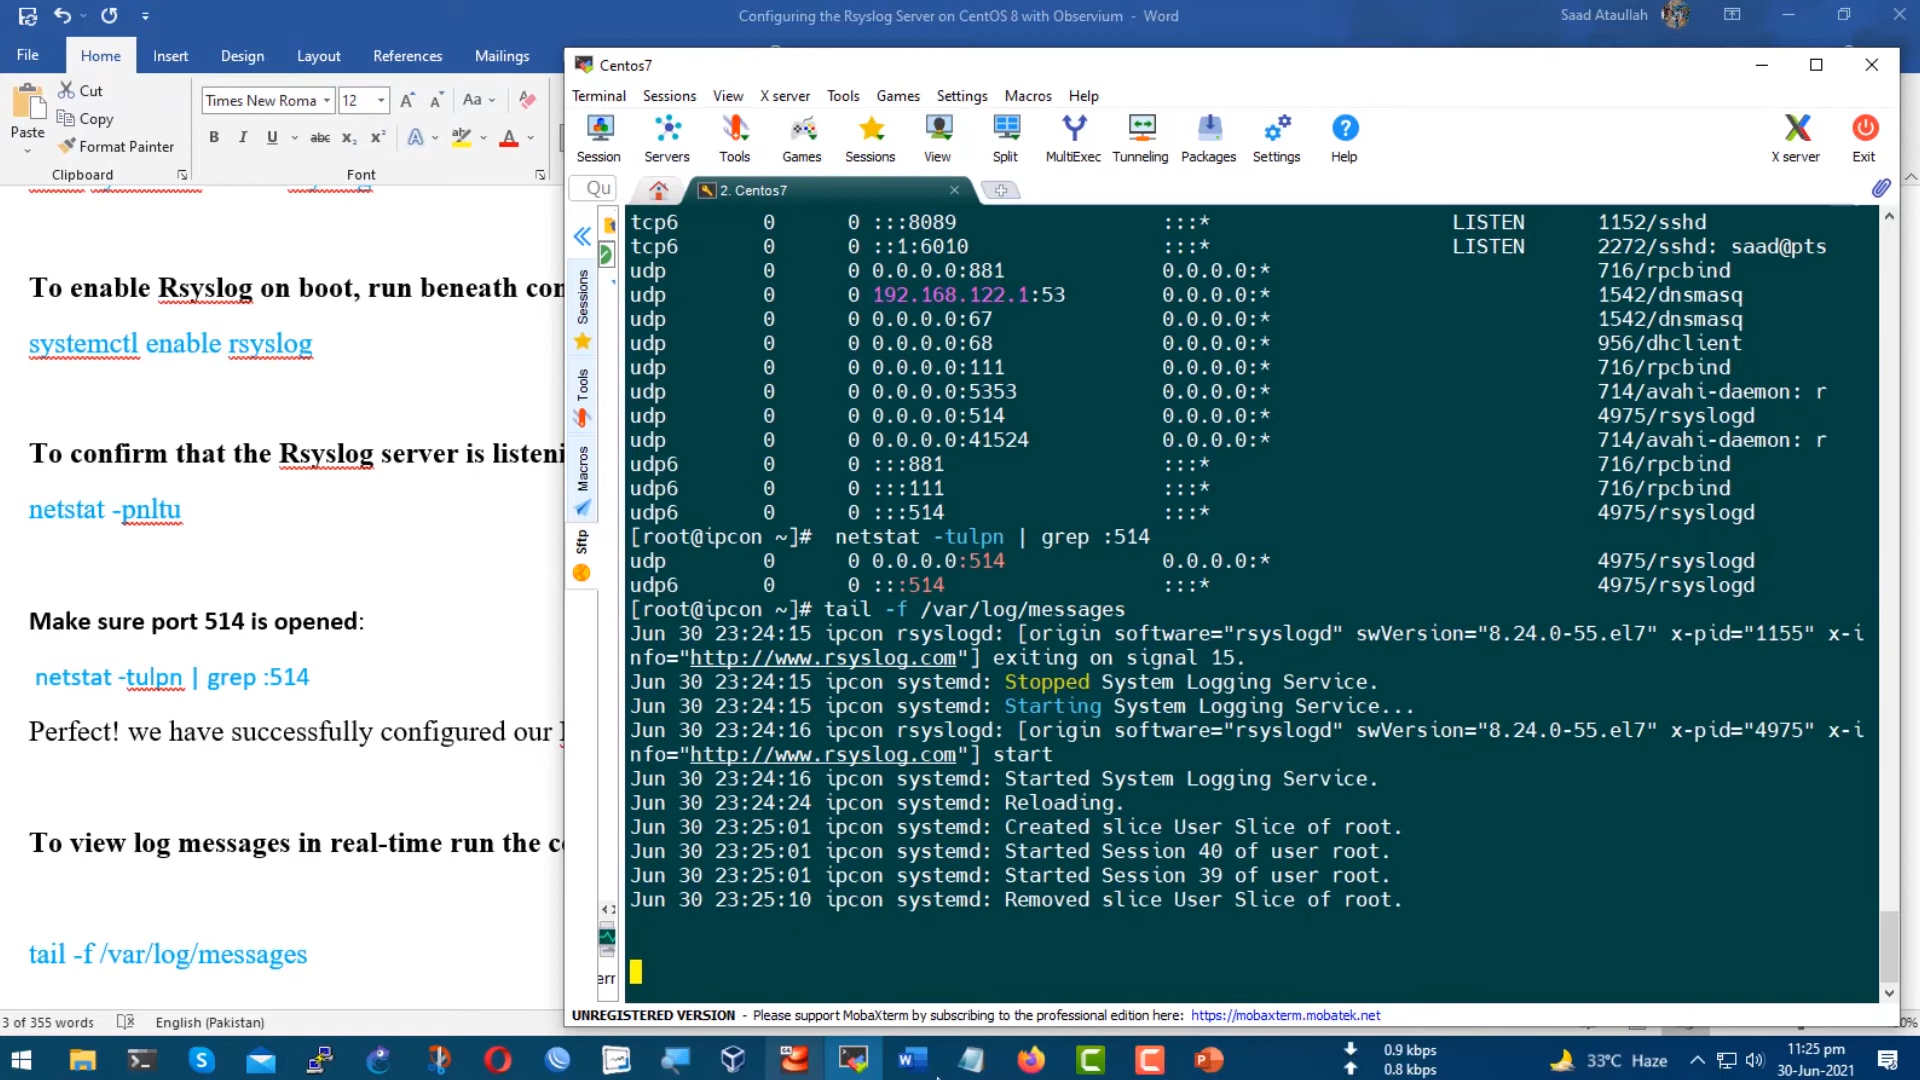 Configuring the Rsyslog Server on CentOS 8 with Observium - Word
Saad Ataullah
File Home Insert Design Layout References Mailings
Paste
Cut
Copy
Format Painter
Clipboard
Times New Roma 12
Aa
B I U abc x₂ x²
Font
To enable Rsyslog on boot, run beneath con
systemctl enable rsyslog
To confirm that the Rsyslog server is listeni
netstat -pnltu
Make sure port 514 is opened:
netstat -tulpn | grep :514
Perfect! we have successfully configured our
To view log messages in real-time run the c
tail -f /var/log/messages
3 of 355 words English (Pakistan)
Centos7
Terminal Sessions View X server Tools Games Settings Macros Help
Session Servers Tools Games Sessions View Split MultiExec Tunneling Packages Settings Help X server Exit
Qu
2. Centos7
Sessions
Tools
Macros
Sftp
tcp6 0 0 :::8089 :::* LISTEN 1152/sshd
tcp6 0 0 ::1:6010 :::* LISTEN 2272/sshd: saad@pts
udp 0 0 0.0.0.0:881 0.0.0.0:* 716/rpcbind
udp 0 0 192.168.122.1:53 0.0.0.0:* 1542/dnsmasq
udp 0 0 0.0.0.0:67 0.0.0.0:* 1542/dnsmasq
udp 0 0 0.0.0.0:68 0.0.0.0:* 956/dhclient
udp 0 0 0.0.0.0:111 0.0.0.0:* 716/rpcbind
udp 0 0 0.0.0.0:5353 0.0.0.0:* 714/avahi-daemon: r
udp 0 0 0.0.0.0:514 0.0.0.0:* 4975/rsyslogd
udp 0 0 0.0.0.0:41524 0.0.0.0:* 714/avahi-daemon: r
udp6 0 0 :::881 :::* 716/rpcbind
udp6 0 0 :::111 :::* 716/rpcbind
udp6 0 0 :::514 :::* 4975/rsyslogd
[root@ipcon ~]#  netstat -tulpn | grep :514
udp 0 0 0.0.0.0:514 0.0.0.0:* 4975/rsyslogd
udp6 0 0 :::514 :::* 4975/rsyslogd
[root@ipcon ~]# tail -f /var/log/messages
Jun 30 23:24:15 ipcon rsyslogd: [origin software="rsyslogd" swVersion="8.24.0-55.el7" x-pid="1155" x-i
nfo="http://www.rsyslog.com"] exiting on signal 15.
Jun 30 23:24:15 ipcon systemd: Stopped System Logging Service.
Jun 30 23:24:15 ipcon systemd: Starting System Logging Service...
Jun 30 23:24:16 ipcon rsyslogd: [origin software="rsyslogd" swVersion="8.24.0-55.el7" x-pid="4975" x-i
nfo="http://www.rsyslog.com"] start
Jun 30 23:24:16 ipcon systemd: Started System Logging Service.
Jun 30 23:24:24 ipcon systemd: Reloading.
Jun 30 23:25:01 ipcon systemd: Created slice User Slice of root.
Jun 30 23:25:01 ipcon systemd: Started Session 40 of user root.
Jun 30 23:25:01 ipcon systemd: Started Session 39 of user root.
Jun 30 23:25:10 ipcon systemd: Removed slice User Slice of root.
UNREGISTERED VERSION - Please support MobaXterm by subscribing to the professional edition here: https://mobaxterm.mobatek.net
0.9 kbps
0.8 kbps
33°C Haze
11:25 pm
30-Jun-2021